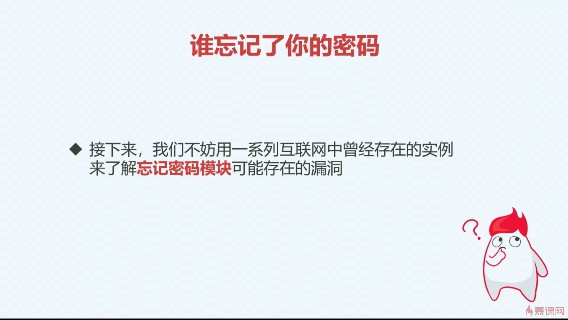 谁忘记了你的密码
◆ 接下来，我们不妨用一系列互联网中曾经存在的实例
来了解忘记密码模块可能存在的漏洞
?
慕课网